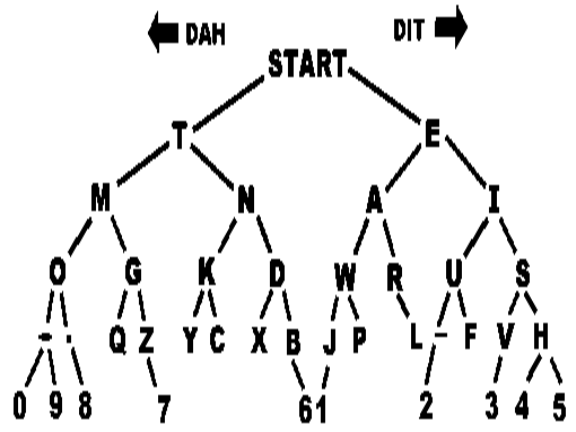 DAH DIT
START
T E
M N A I
O G K D W R U S
- . Q Z Y C X B J P L - F V H
0 9 8 7 6 1 2 3 4 5